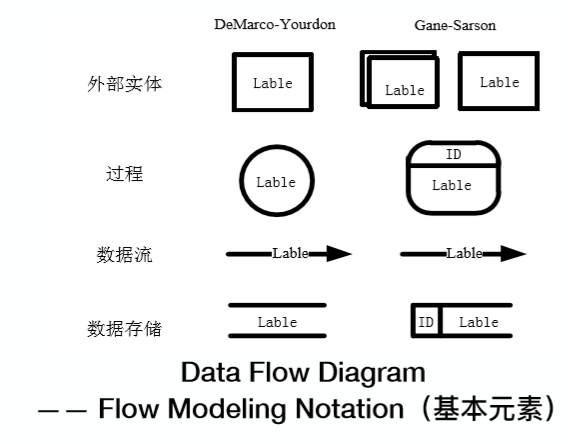 DeMarco-Yourdon Gane-Sarson
外部实体 Lable Lable Lable
过程 Lable ID
Lable
数据流 Lable Lable
数据存储 Lable ID Lable
Data Flow Diagram
—— Flow Modeling Notation（基本元素）